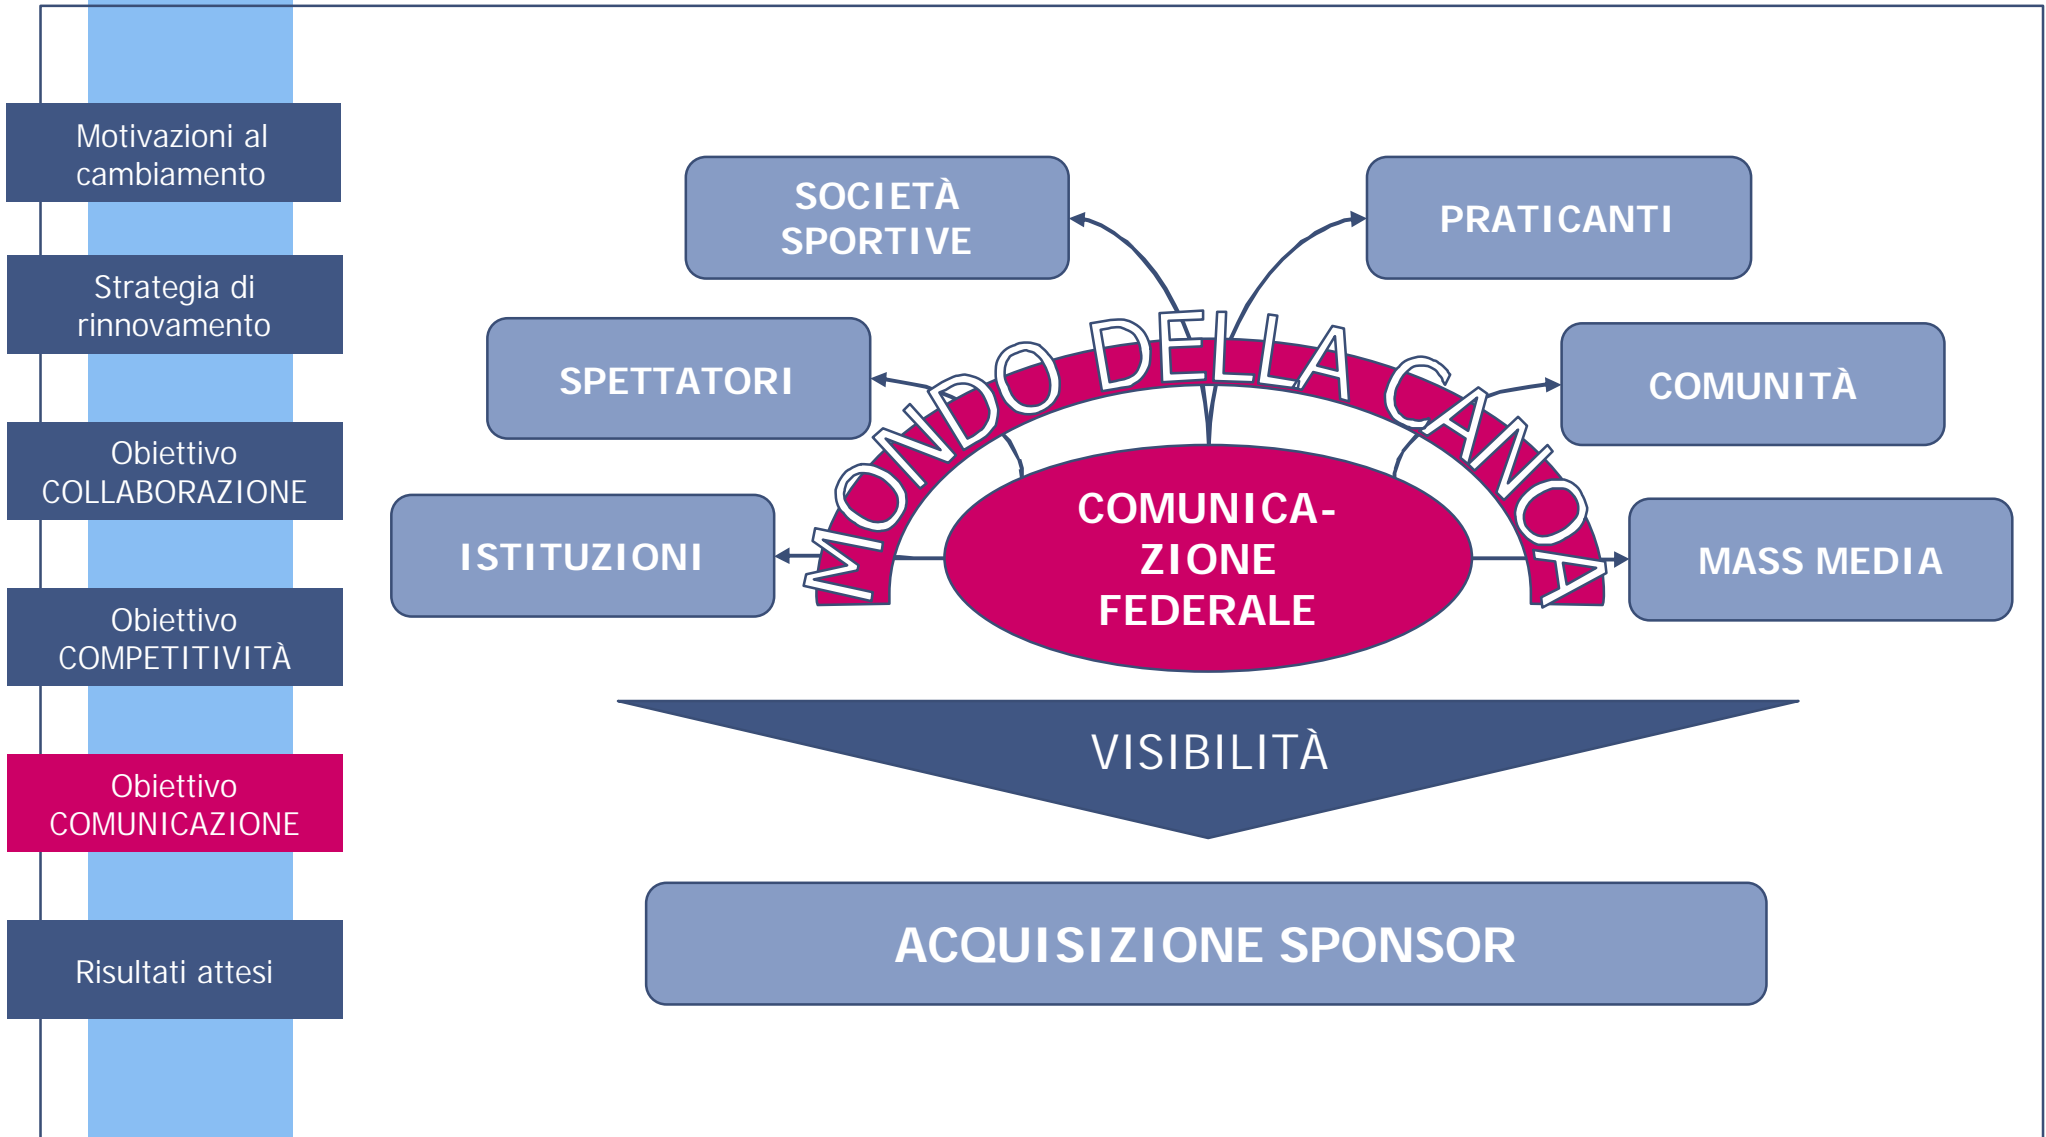 Motivazioni al
cambiamento
Strategia di
rinnovamento
Obiettivo
COLLABORAZIONE
Obiettivo
COMPETITIVITÀ
Obiettivo
COMUNICAZIONE
Risultati attesi
SOCIETÀ
SPORTIVE
PRATICANTI
SPETTATORI
COMUNITÀ
ISTITUZIONI
MASS MEDIA
MONDO DELLA CANOA
COMUNICA-
ZIONE
FEDERALE
VISIBILITÀ
ACQUISIZIONE SPONSOR